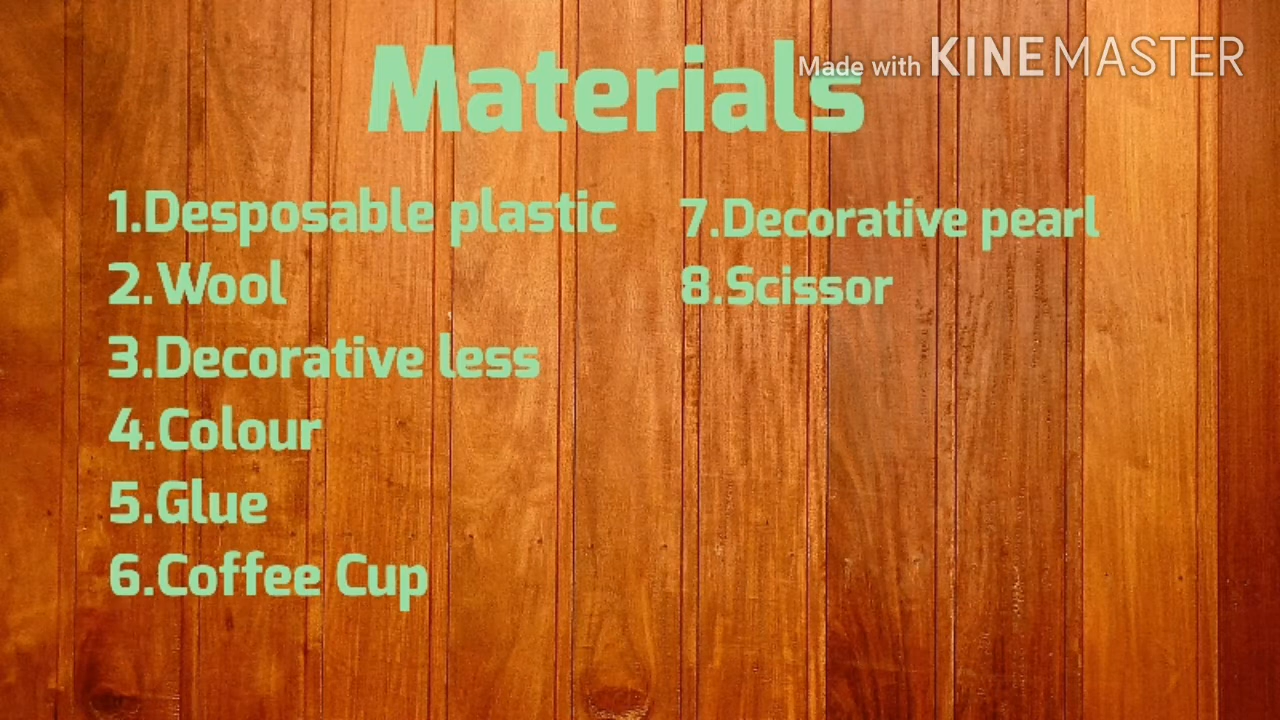 Materials
Made with KINEMASTER
1.Desposable plastic
2.Wool
3.Decorative less
4.Colour
5.Glue
6.Coffee Cup
7.Decorative pearl
8.Scissor